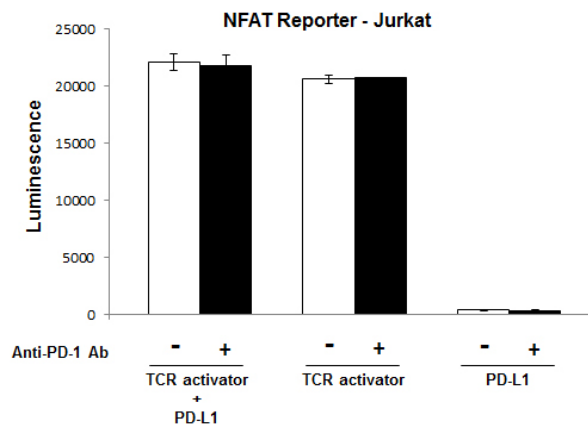 NFAT Reporter - Jurkat
25000
20000
15000
10000
5000
0
Luminescence
Anti-PD-1 Ab - + - + - +
TCR activator + PD-L1
TCR activator
PD-L1